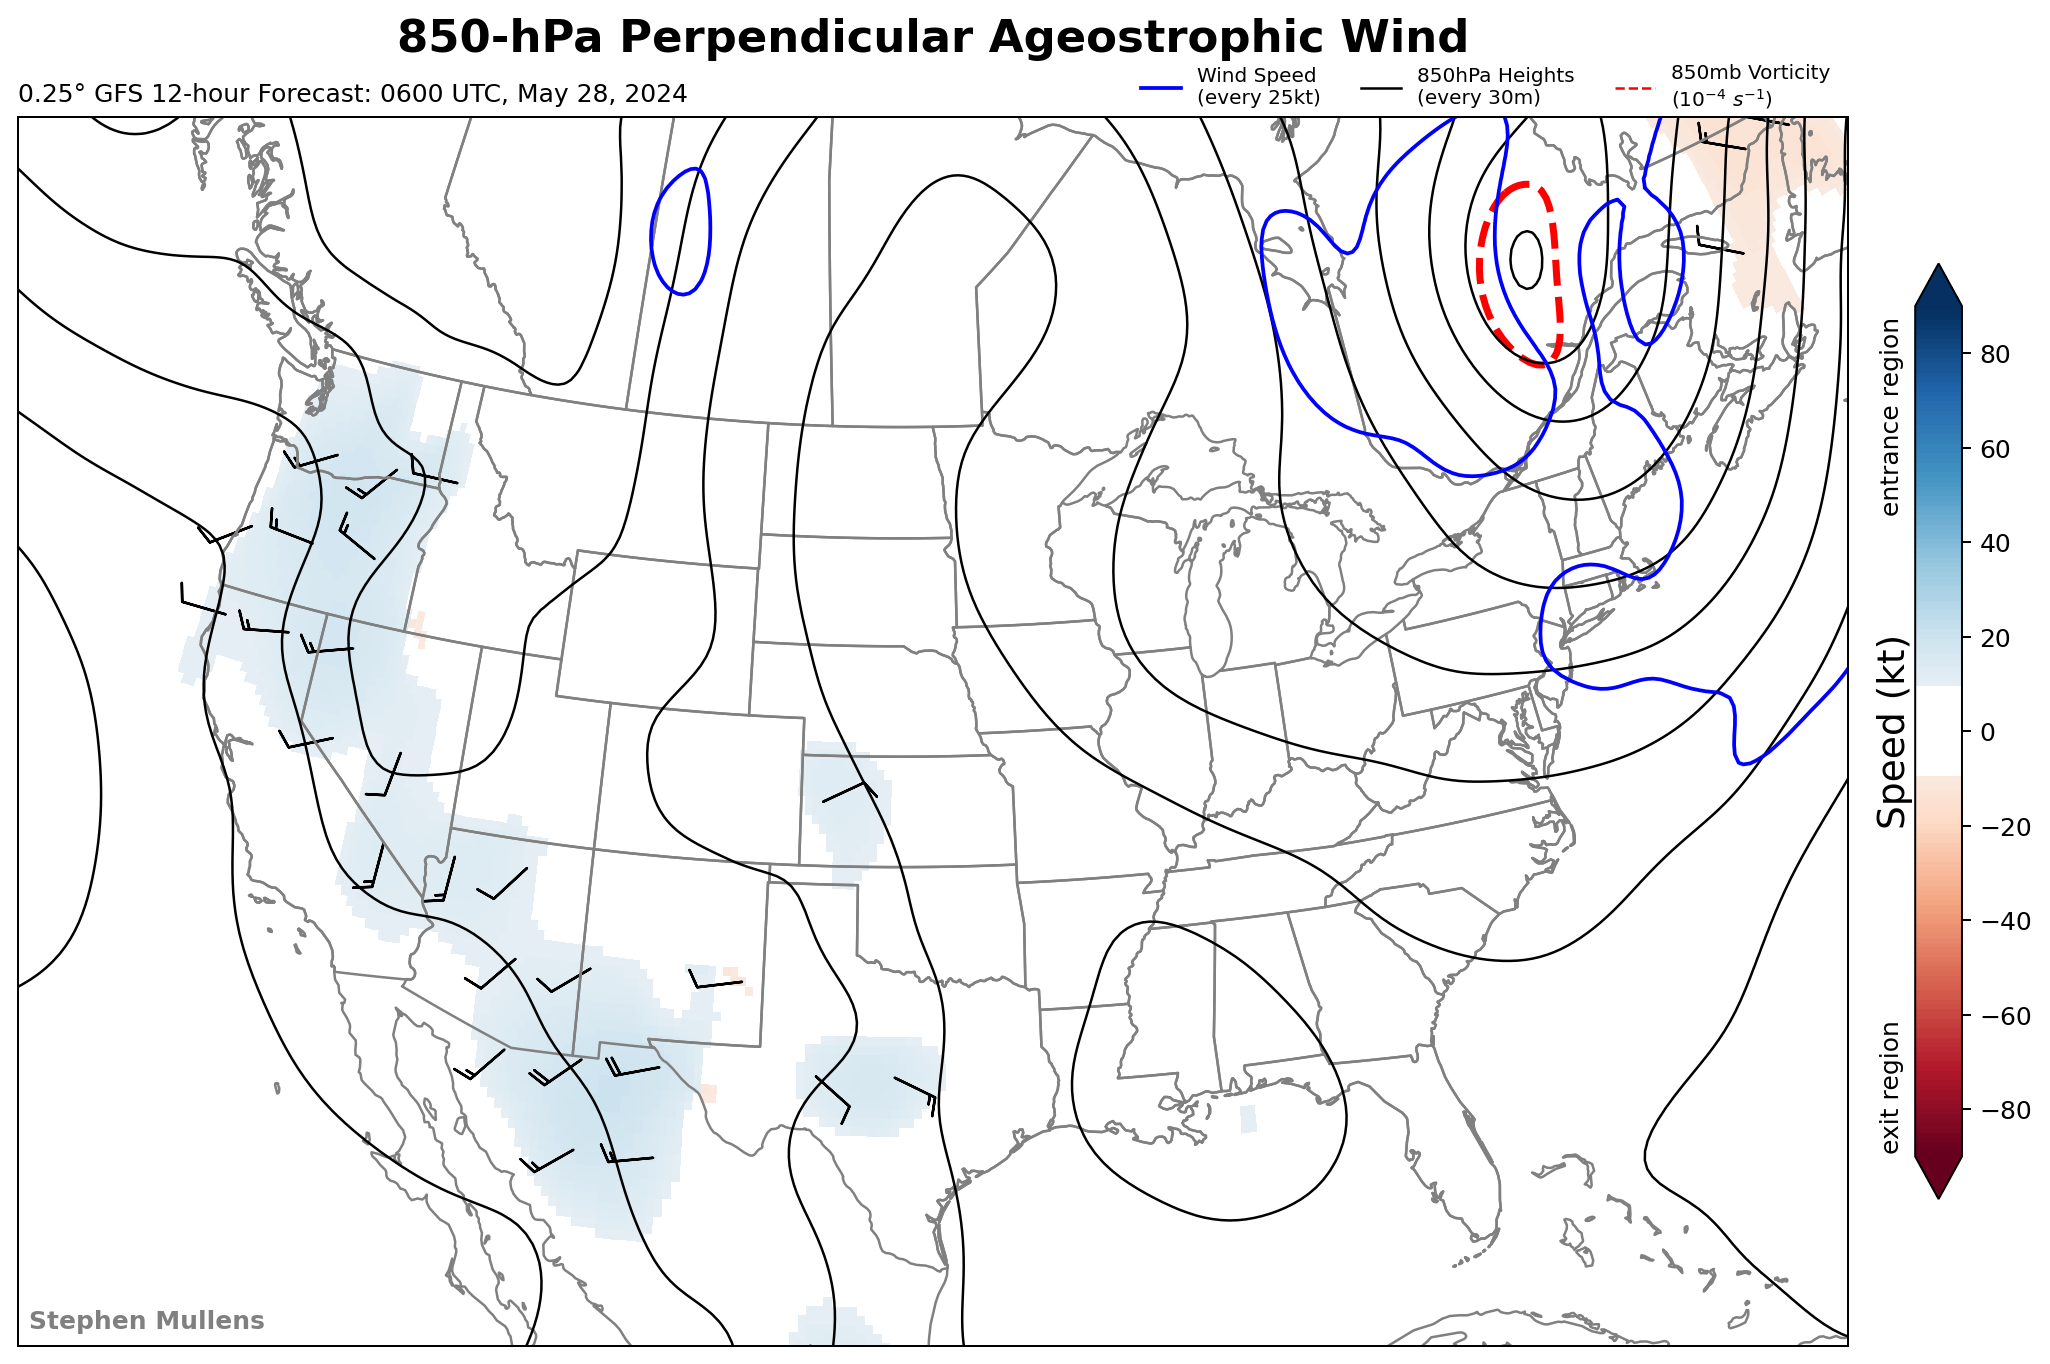 850-hPa Perpendicular Ageostrophic Wind
0.25° GFS 12-hour Forecast: 0600 UTC, May 28, 2024
Wind Speed
(every 25kt)
850hPa Heights
(every 30m)
850mb Vorticity
(10⁻⁴ s⁻¹)
entrance region
Speed (kt)
exit region
80
60
40
20
0
−20
−40
−60
−80
Stephen Mullens